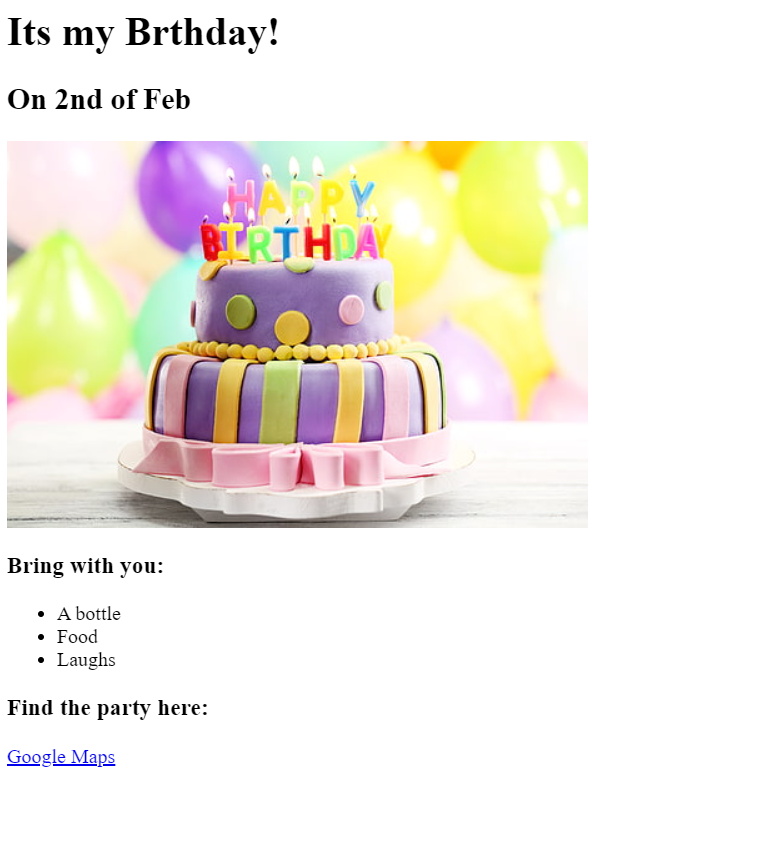 Its my Brthday!
On 2nd of Feb
HAPPY
BIRTHDAY
Bring with you:
A bottle
Food
Laughs
Find the party here:
Google Maps